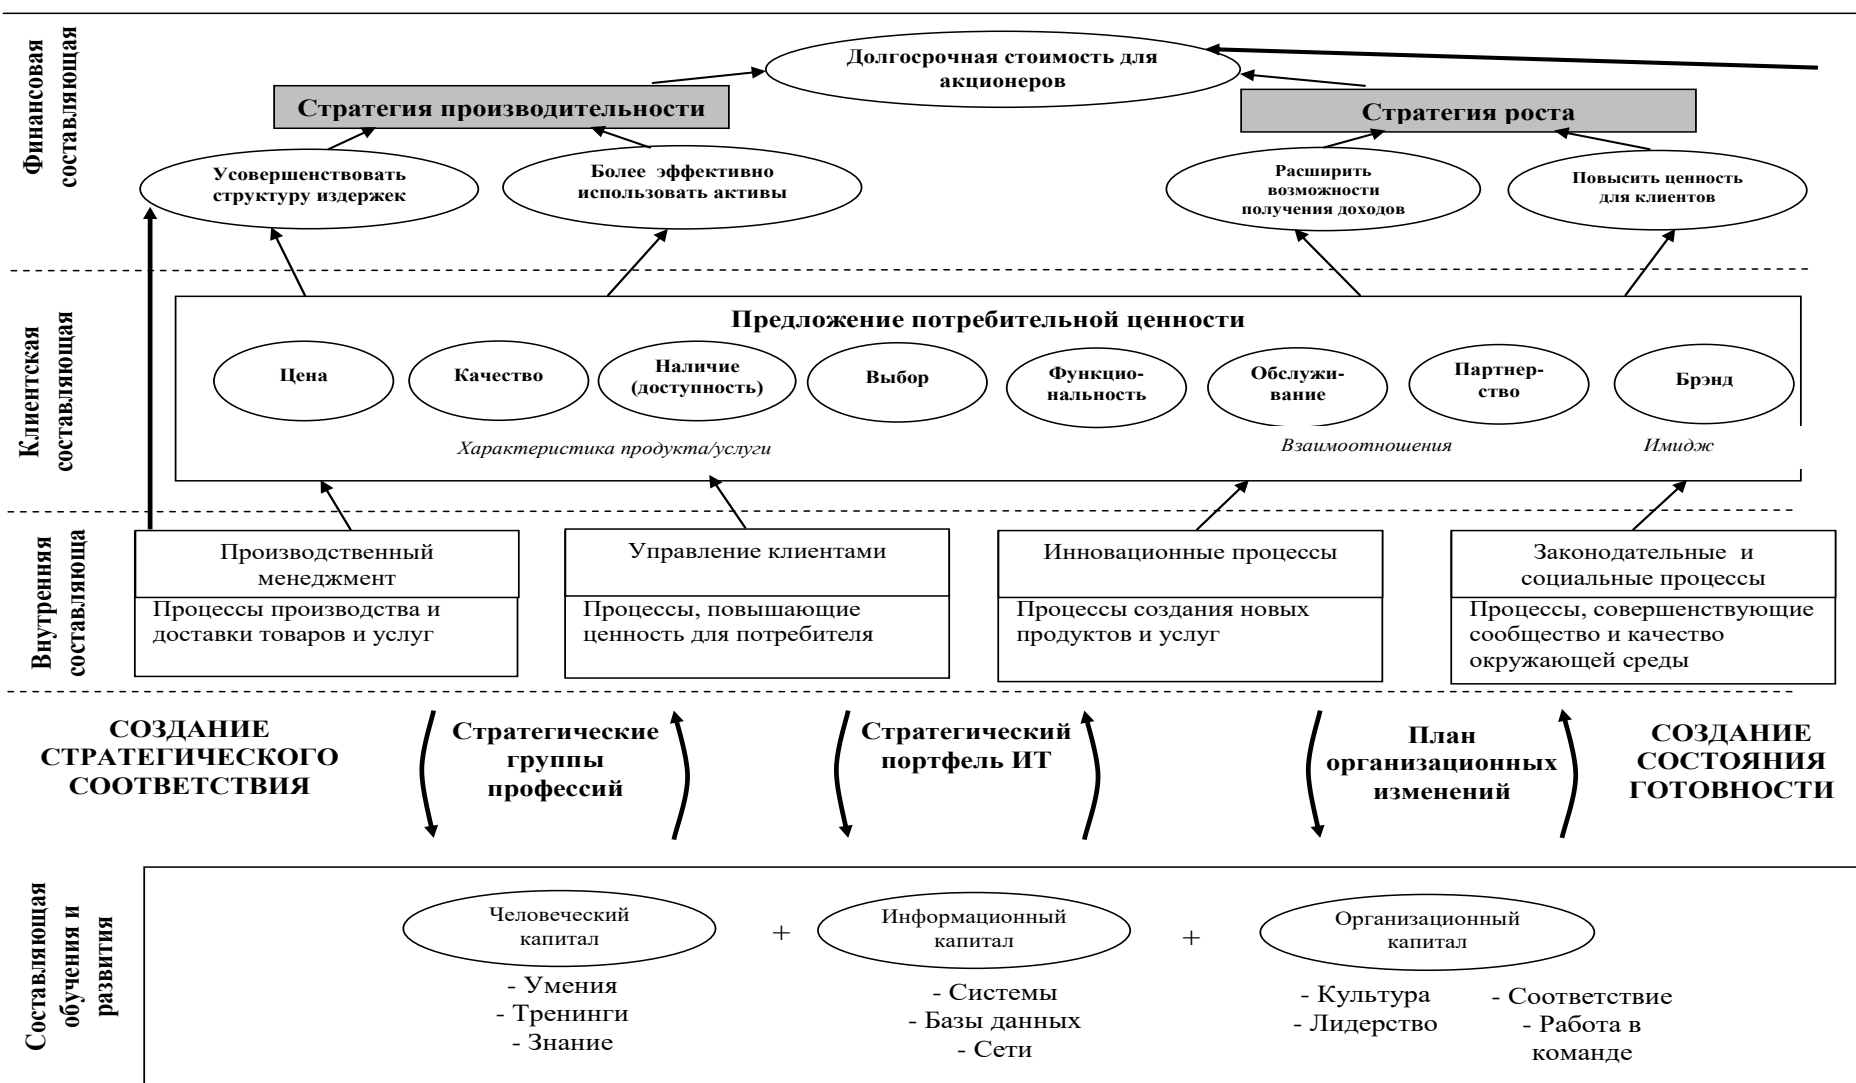 Финансовая
составляющая
Долгосрочная стоимость для
акционеров
Стратегия производительности
Стратегия роста
Усовершенствовать
структуру издержек
Более эффективно
использовать активы
Расширить
возможности
получения доходов
Повысить ценность
для клиентов
Клиентская
составляющая
Предложение потребительной ценности
Цена
Качество
Наличие
(доступность)
Выбор
Функцио-
нальность
Обслужи-
вание
Партнер-
ство
Брэнд
Характеристика продукта/услуги
Взаимоотношения
Имидж
Внутренняя
составляюща
Производственный
менеджмент
Процессы производства и
доставки товаров и услуг
Управление клиентами
Процессы, повышающие
ценность для потребителя
Инновационные процессы
Процессы создания новых
продуктов и услуг
Законодательные и
социальные процессы
Процессы, совершенствующие
сообщество и качество
окружающей среды
СОЗДАНИЕ
СТРАТЕГИЧЕСКОГО
СООТВЕТСТВИЯ
Стратегические
группы
профессий
Стратегический
портфель ИТ
План
организационных
изменений
СОЗДАНИЕ
СОСТОЯНИЯ
ГОТОВНОСТИ
Составляющая
обучения и
развития
Человеческий
капитал
+
Информационный
капитал
+
Организационный
капитал
- Умения
- Тренинги
- Знание
- Системы
- Базы данных
- Сети
- Культура
- Лидерство
- Соответствие
- Работа в
команде